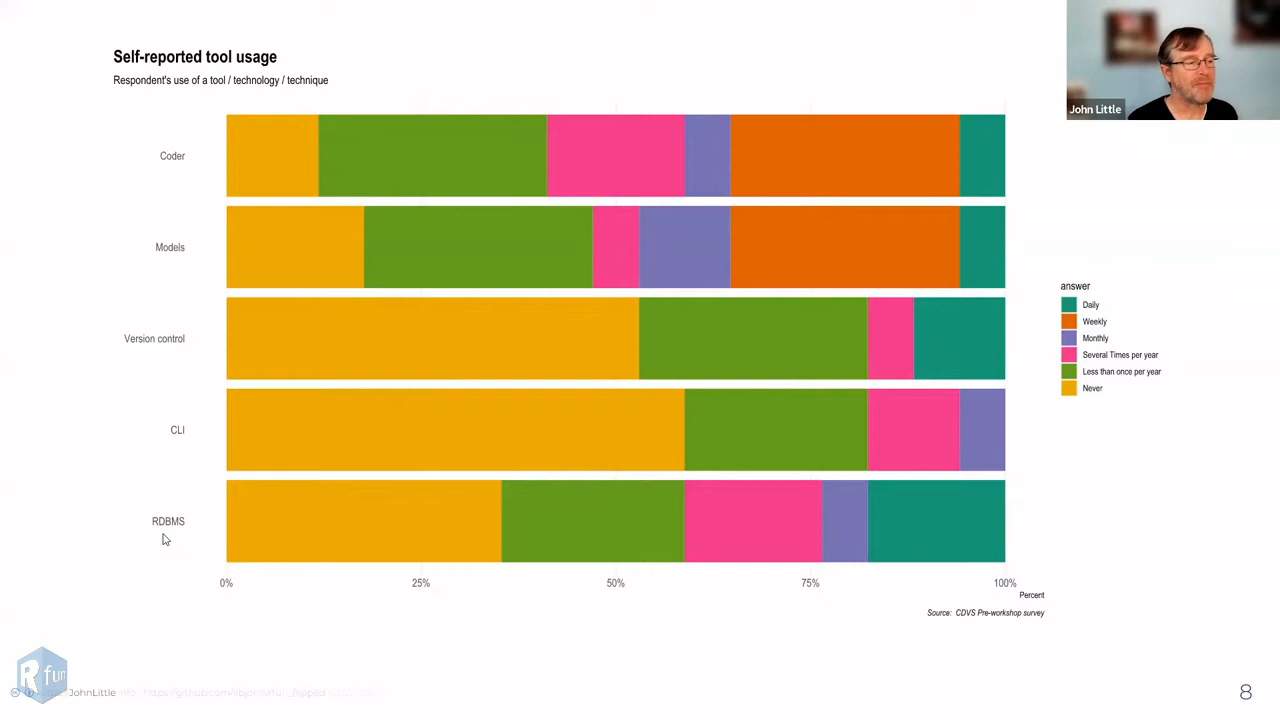 Self-reported tool usage
Respondent's use of a tool / technology / technique
John Little
Coder
Models
Version control
CLI
RDBMS
0%
25%
50%
75%
100%
Percent
Source: CDVS Pre-workshop survey
answer
Daily
Weekly
Monthly
Several Times per year
Less than once per year
Never
R fun
JohnLittle
8